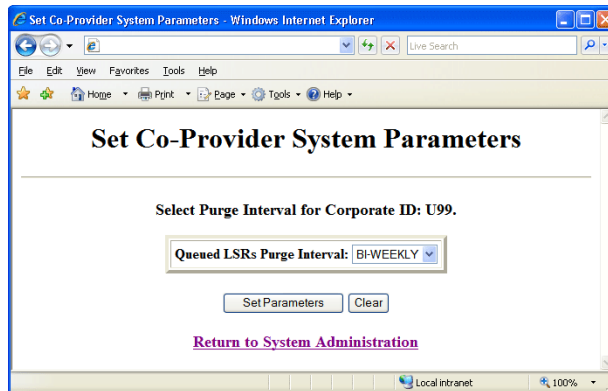 Set Co-Provider System Parameters - Windows Internet Explorer
Live Search
File Edit View Favorites Tools Help
Home Print Page Tools Help
Set Co-Provider System Parameters
Select Purge Interval for Corporate ID: U99.
Queued LSRs Purge Interval: BI-WEEKLY
Set Parameters Clear
Return to System Administration
Local intranet 100%